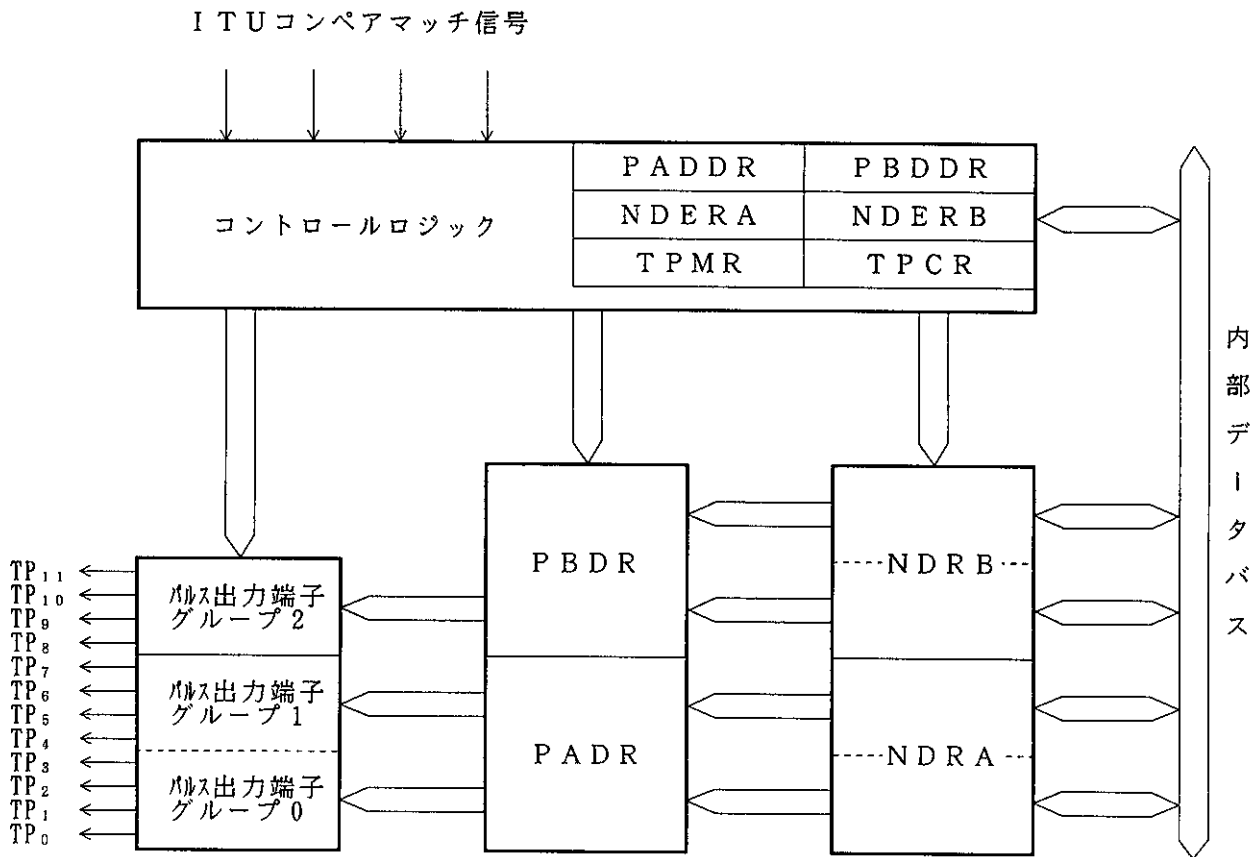 ITUコンペアマッチ信号
コントロールロジック
PADDR PBDDR
NDERA NDERB
TPMR TPCR
内部データバス
PBDR
NDRB
PADR
NDRA
パルス出力端子
グループ2
パルス出力端子
グループ1
パルス出力端子
グループ0
TP₁₁
TP₁₀
TP₉
TP₈
TP₇
TP₆
TP₅
TP₄
TP₃
TP₂
TP₁
TP₀